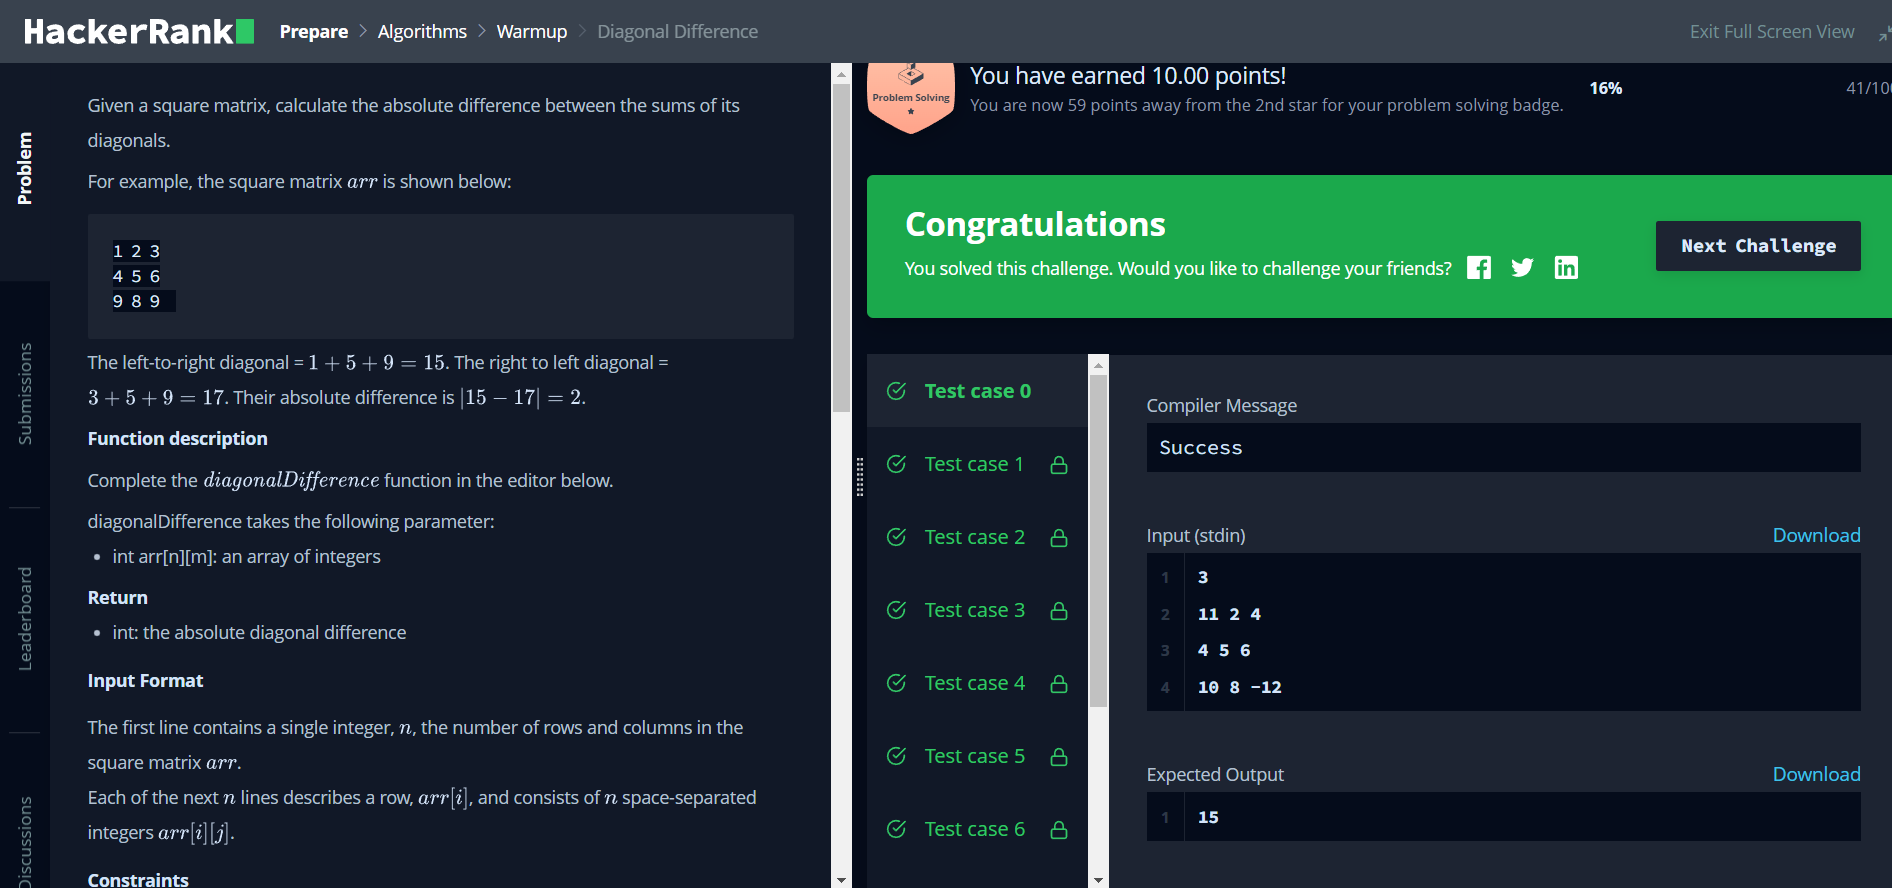 HackerRank Prepare > Algorithms > Warmup > Diagonal Difference Exit Full Screen View
Problem
Submissions
Leaderboard
Discussions
Given a square matrix, calculate the absolute difference between the sums of its
diagonals.
For example, the square matrix arr is shown below:
1 2 3
4 5 6
9 8 9
The left-to-right diagonal = 1 + 5 + 9 = 15. The right to left diagonal =
3 + 5 + 9 = 17. Their absolute difference is |15 − 17| = 2.
Function description
Complete the diagonalDifference function in the editor below.
diagonalDifference takes the following parameter:
• int arr[n][m]: an array of integers
Return
• int: the absolute diagonal difference
Input Format
The first line contains a single integer, n, the number of rows and columns in the
square matrix arr.
Each of the next n lines describes a row, arr[i], and consists of n space-separated
integers arr[i][j].
Constraints
Problem Solving
You have earned 10.00 points!
You are now 59 points away from the 2nd star for your problem solving badge.
16%
Congratulations
You solved this challenge. Would you like to challenge your friends?
Next Challenge
Test case 0
Test case 1
Test case 2
Test case 3
Test case 4
Test case 5
Test case 6
Compiler Message
Success
Input (stdin) Download
1 3
2 11 2 4
3 4 5 6
4 10 8 -12
Expected Output Download
1 15